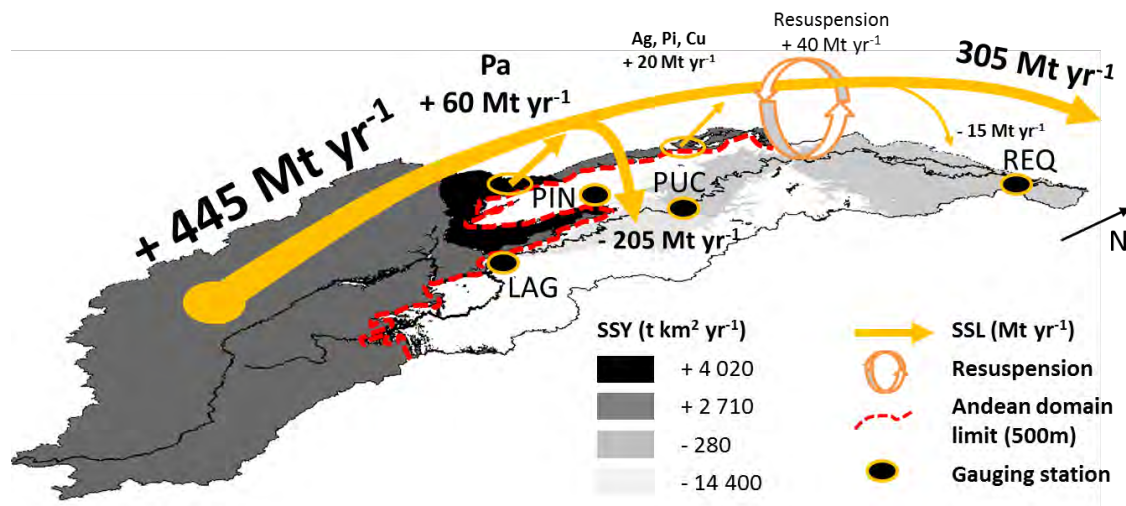 Resuspension
+ 40 Mt yr⁻¹
Ag, Pi, Cu
+ 20 Mt yr⁻¹
305 Mt yr⁻¹
Pa
+ 60 Mt yr⁻¹
+ 445 Mt yr⁻¹
- 15 Mt yr⁻¹
REQ
PIN
PUC
- 205 Mt yr⁻¹
N
LAG
SSY (t km² yr⁻¹)
+ 4 020
+ 2 710
- 280
- 14 400
SSL (Mt yr⁻¹)
Resuspension
Andean domain
limit (500m)
Gauging station